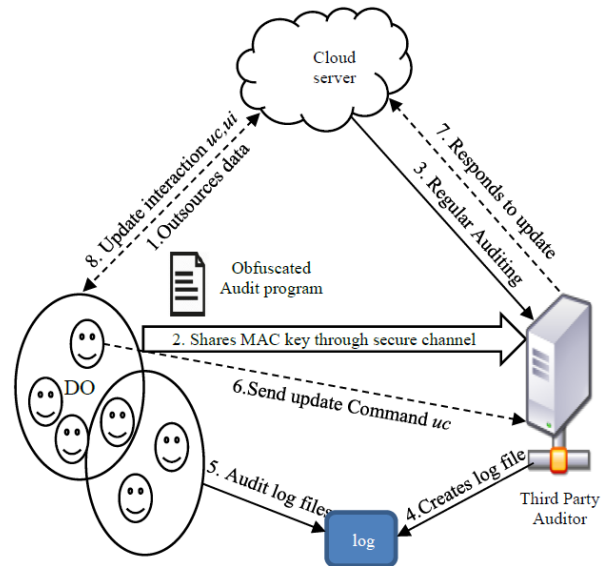 Cloud
server
8. Update interaction uc,ui
1.Outsources data
7. Responds to update
3. Regular Auditing
Obfuscated
Audit program
2. Shares MAC key through secure channel
DO
6.Send update Command uc
5. Audit log files
4.Creates log file
Third Party
Auditor
log